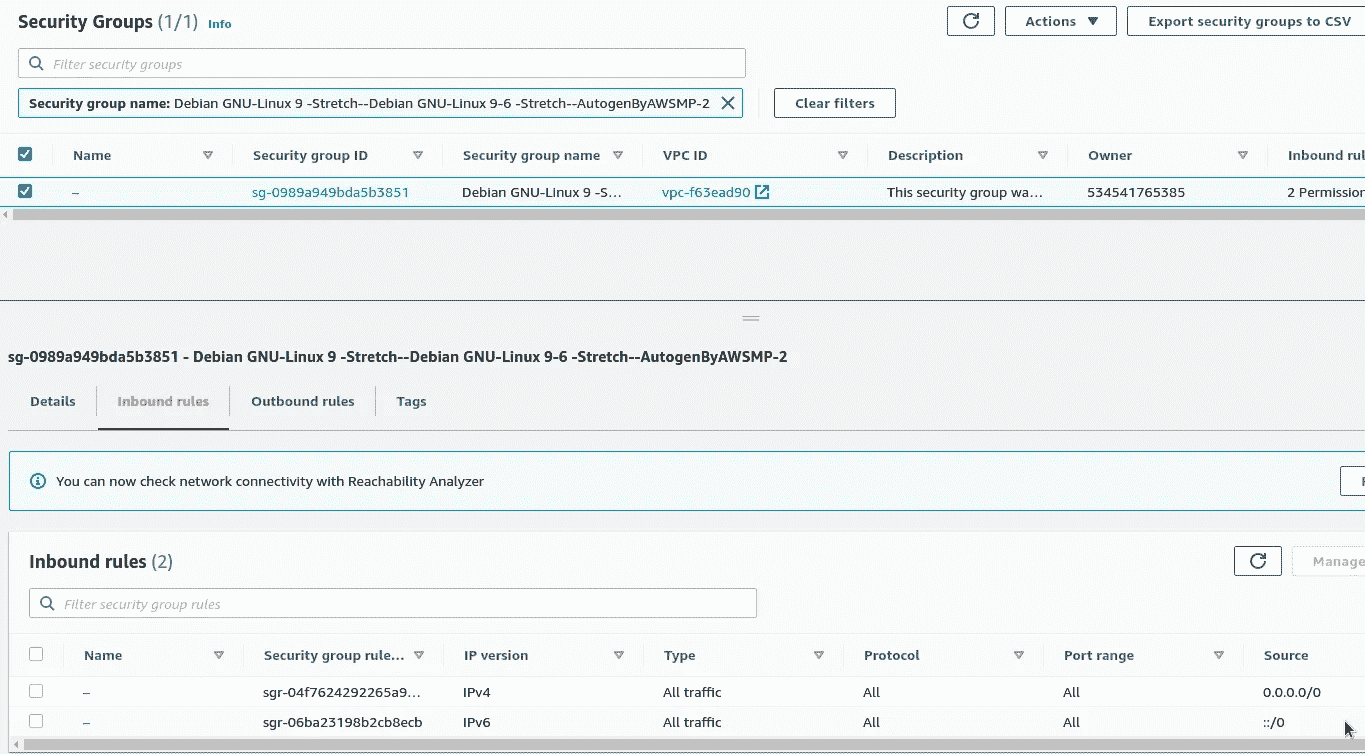 Security Groups (1/1) Info
Actions ▼
Export security groups to CSV
Filter security groups
Security group name: Debian GNU-Linux 9 -Stretch--Debian GNU-Linux 9-6 -Stretch--AutogenByAWSMP-2
Clear filters
Name Security group ID Security group name VPC ID Description Owner Inbound rul
– sg-0989a949bda5b3851 Debian GNU-Linux 9 -S... vpc-f63ead90 This security group wa... 534541765385 2 Permission
sg-0989a949bda5b3851 - Debian GNU-Linux 9 -Stretch--Debian GNU-Linux 9-6 -Stretch--AutogenByAWSMP-2
Details Inbound rules Outbound rules Tags
You can now check network connectivity with Reachability Analyzer
Inbound rules (2)
Manage
Filter security group rules
Name Security group rule... IP version Type Protocol Port range Source
– sgr-04f7624292265a9... IPv4 All traffic All All 0.0.0.0/0
– sgr-06ba23198b2cb8ecb IPv6 All traffic All All ::/0